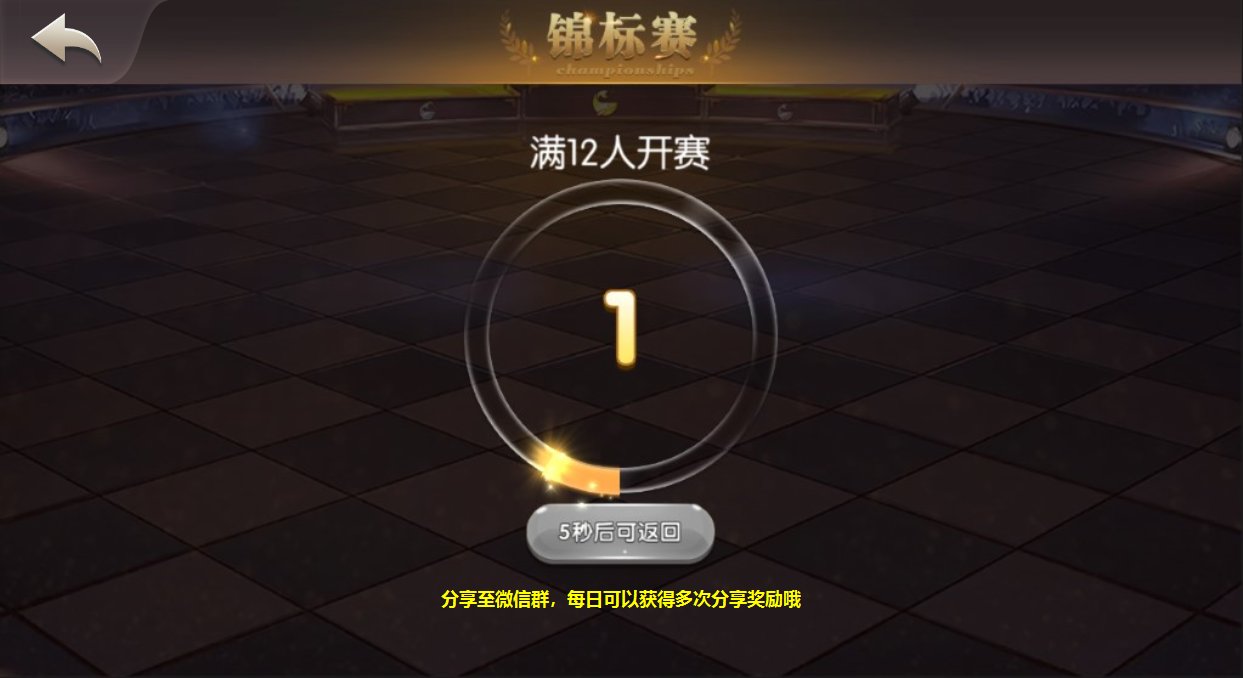 锦标赛
championships
满12人开赛
1
5秒后可返回
分享至微信群，每日可以获得多次分享奖励哦